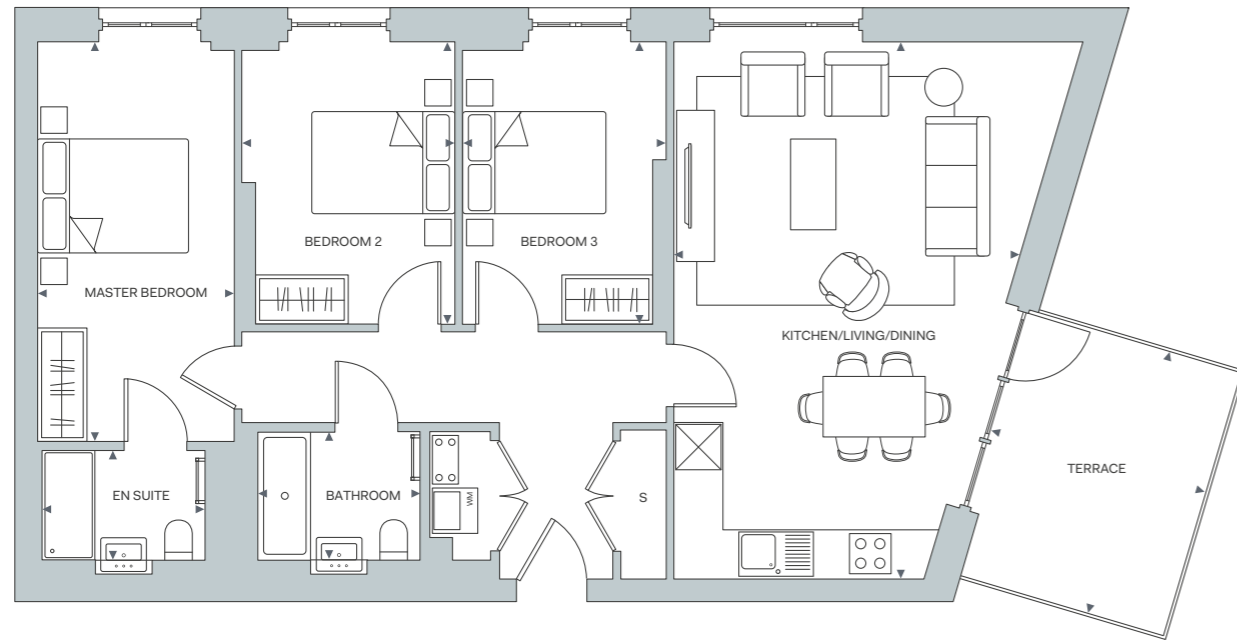 BEDROOM 2
BEDROOM 3
MASTER BEDROOM
KITCHEN/LIVING/DINING
TERRACE
EN SUITE
BATHROOM
WM
S